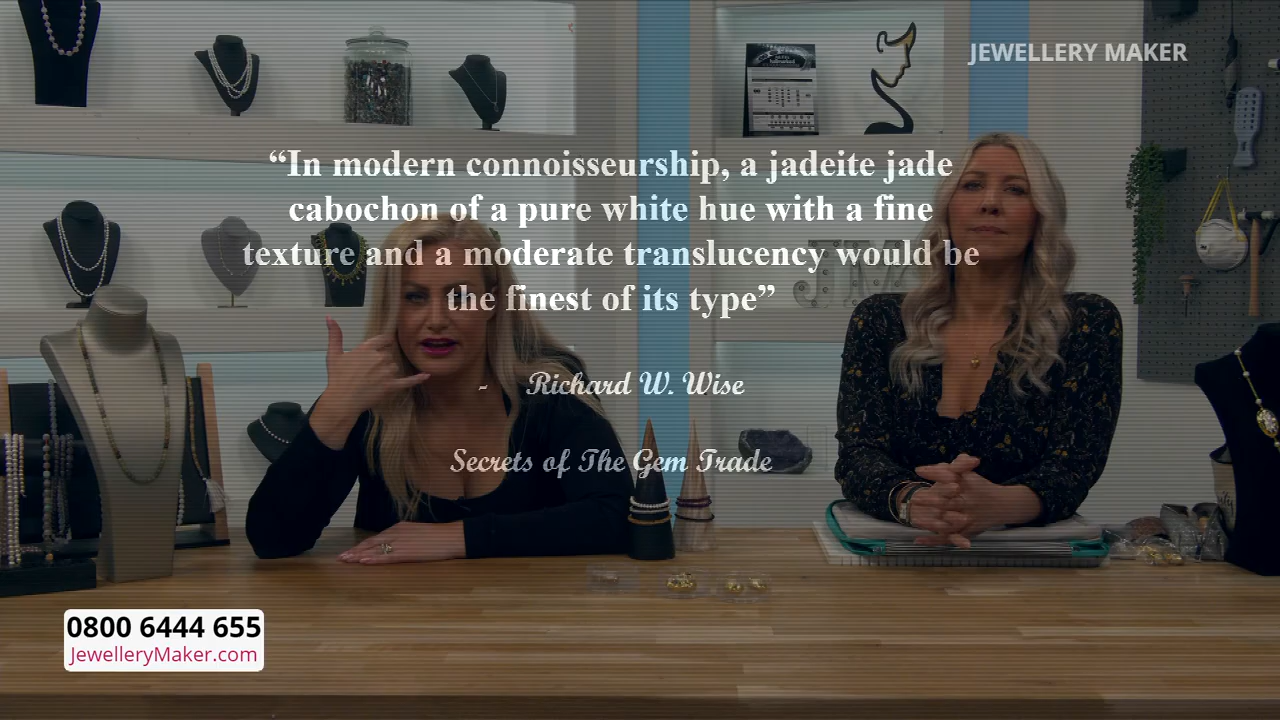 JEWELLERY MAKER
“In modern connoisseurship, a jadeite jade
cabochon of a pure white hue with a fine
texture and a moderate translucency would be
the finest of its type”
- Richard W. Wise
Secrets of The Gem Trade
JM
0800 6444 655
JewelleryMaker.com